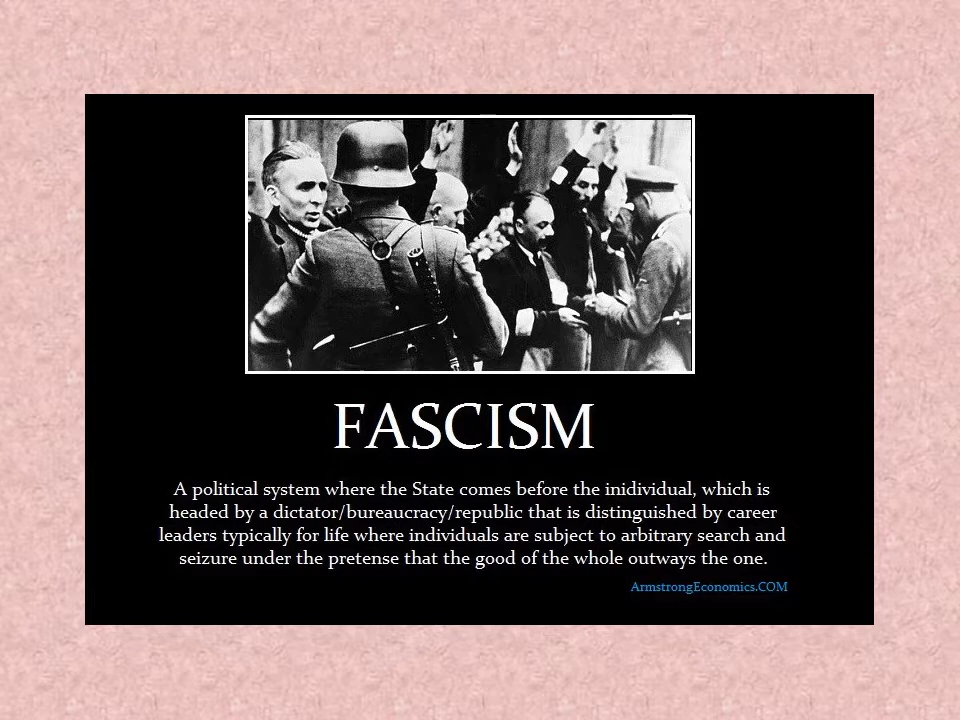 FASCISM
A political system where the State comes before the inidividual, which is
headed by a dictator/bureaucracy/republic that is distinguished by career
leaders typically for life where individuals are subject to arbitrary search and
seizure under the pretense that the good of the whole outways the one.
ArmstrongEconomics.COM